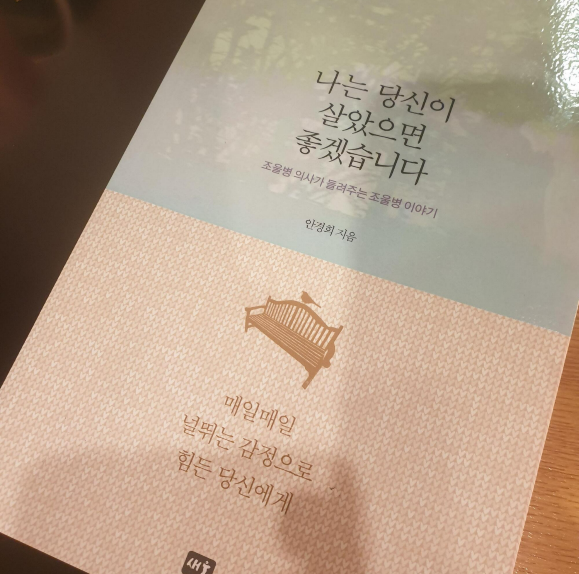 나는 당신이
살았으면
좋겠습니다
조울병 의사가 들려주는 조울병 이야기
안경희 지음
매일매일
널뛰는 감정으로
힘든 당신에게